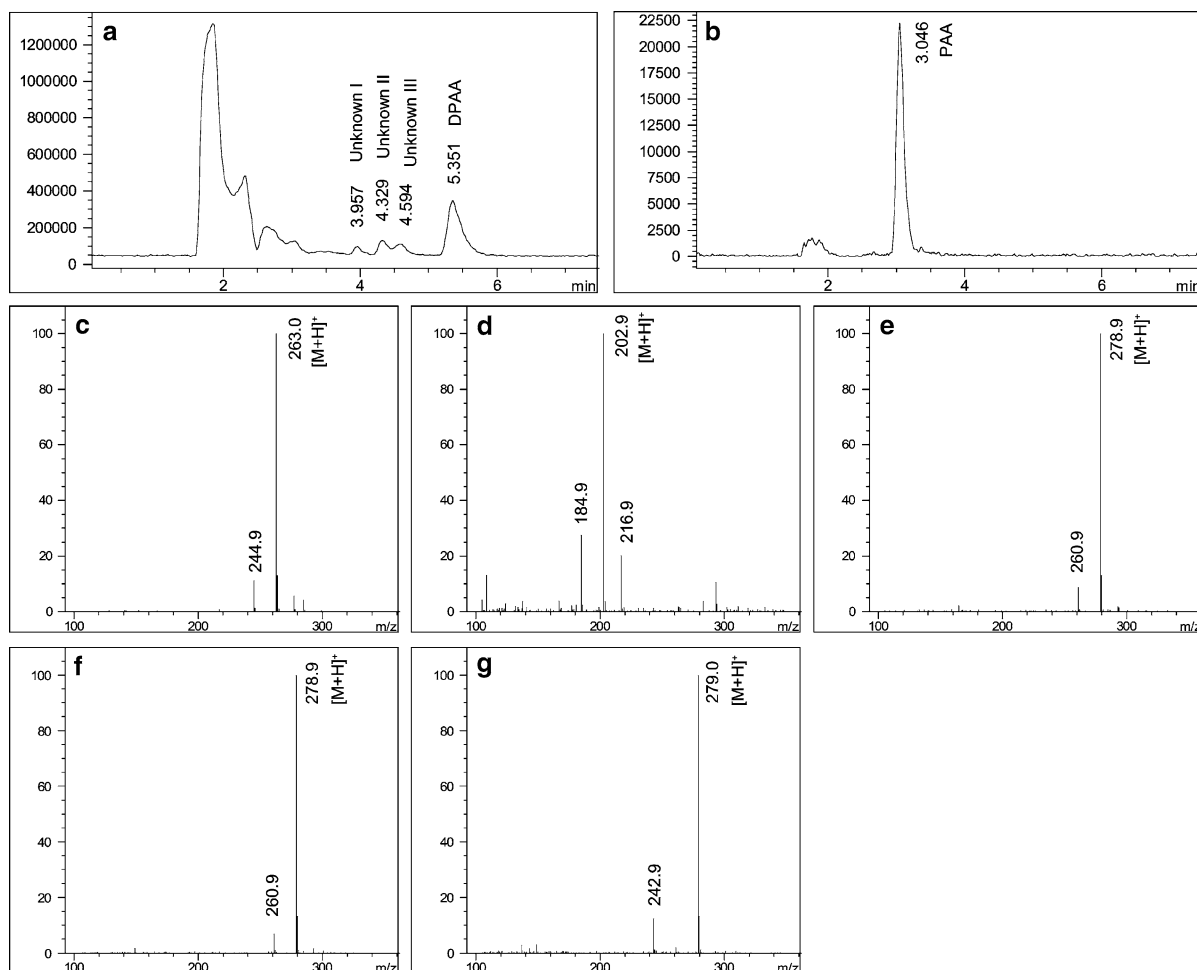 a
1200000
1000000
800000
600000
400000
200000
0
3.957 Unknown I
4.329 Unknown II
4.594 Unknown III
5.351 DPAA
2 4 6 min
b
22500
20000
17500
15000
12500
10000
7500
5000
2500
0
3.046
PAA
2 4 6 min
c
100
80
60
40
20
0
244.9
263.0
[M+H]+
100 200 300 m/z
d
100
80
60
40
20
0
184.9
202.9
[M+H]+
216.9
100 200 300 m/z
e
100
80
60
40
20
0
260.9
278.9
[M+H]+
100 200 300 m/z
f
100
80
60
40
20
0
260.9
278.9
[M+H]+
100 200 300 m/z
g
100
80
60
40
20
0
242.9
279.0
[M+H]+
100 200 300 m/z